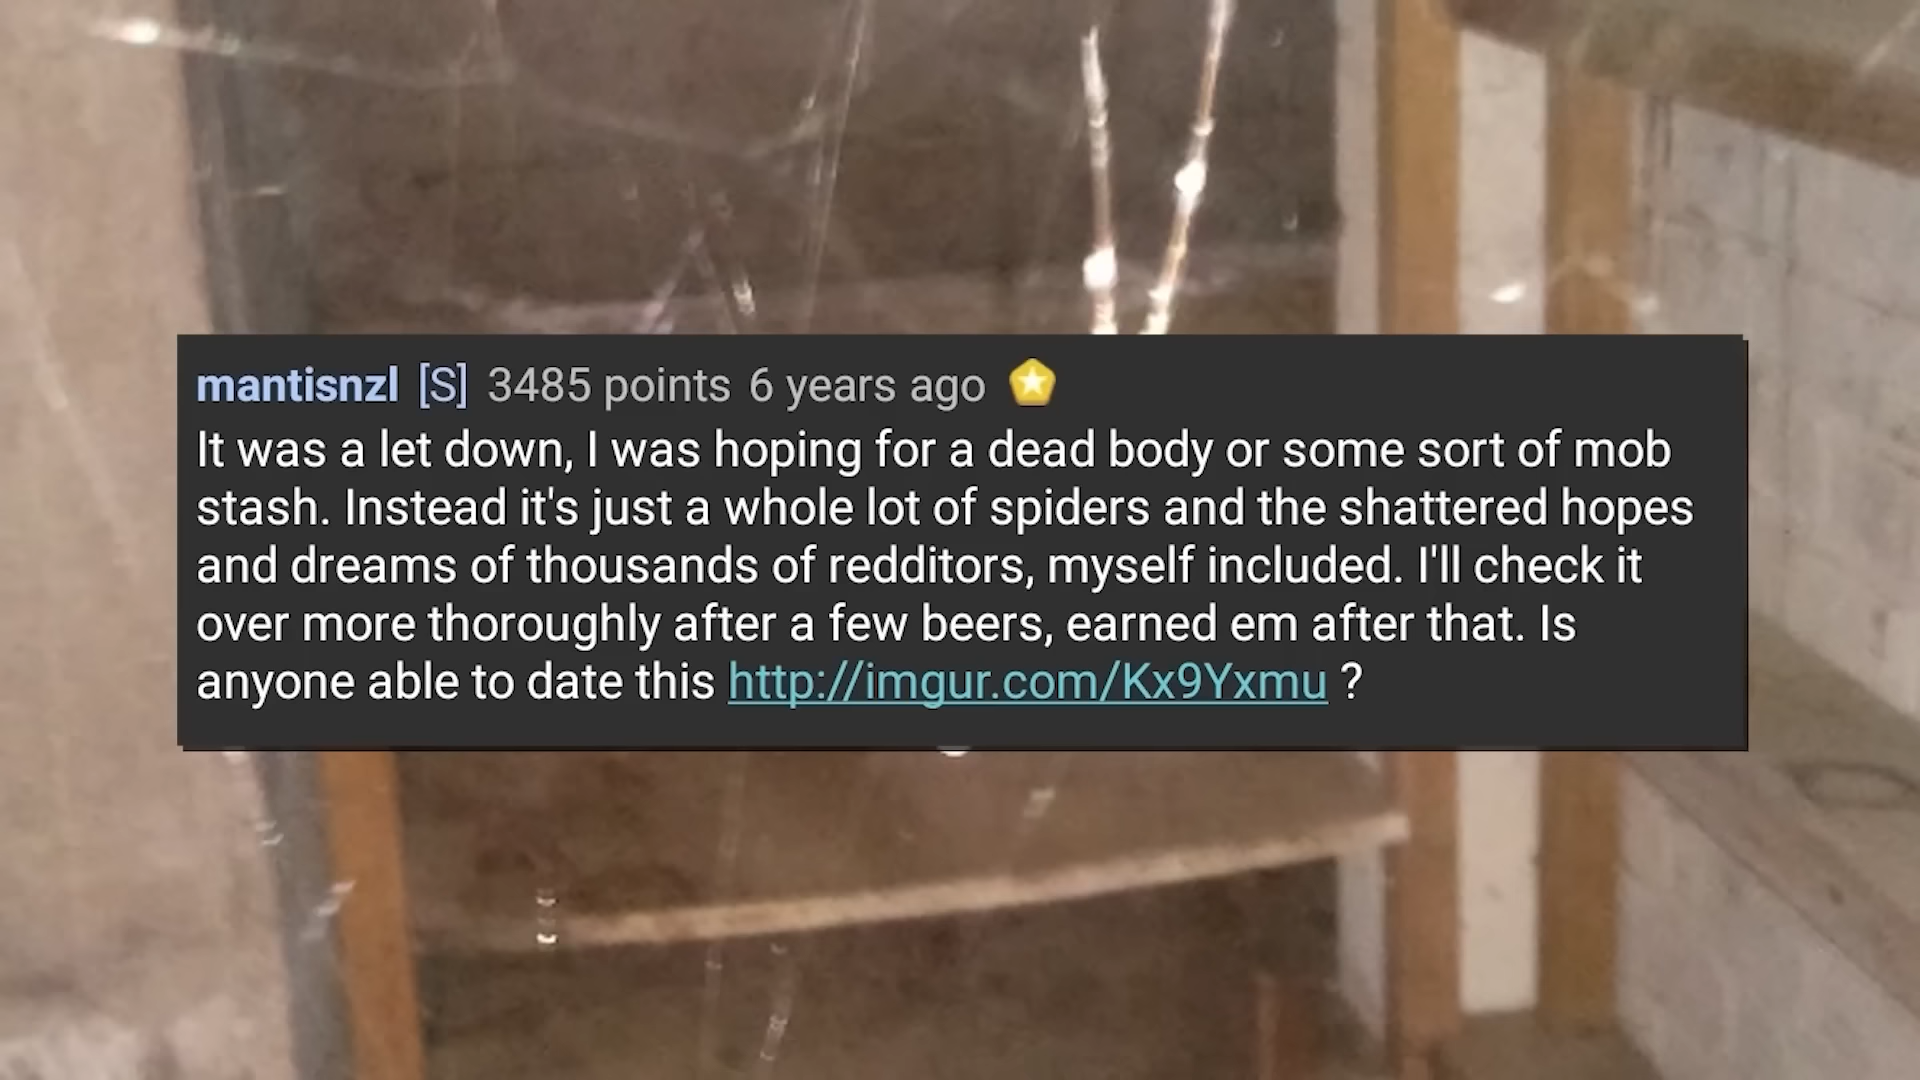 mantisnzl [S] 3485 points 6 years ago
It was a let down, I was hoping for a dead body or some sort of mob
stash. Instead it's just a whole lot of spiders and the shattered hopes
and dreams of thousands of redditors, myself included. I'll check it
over more thoroughly after a few beers, earned em after that. Is
anyone able to date this http://imgur.com/Kx9Yxmu ?